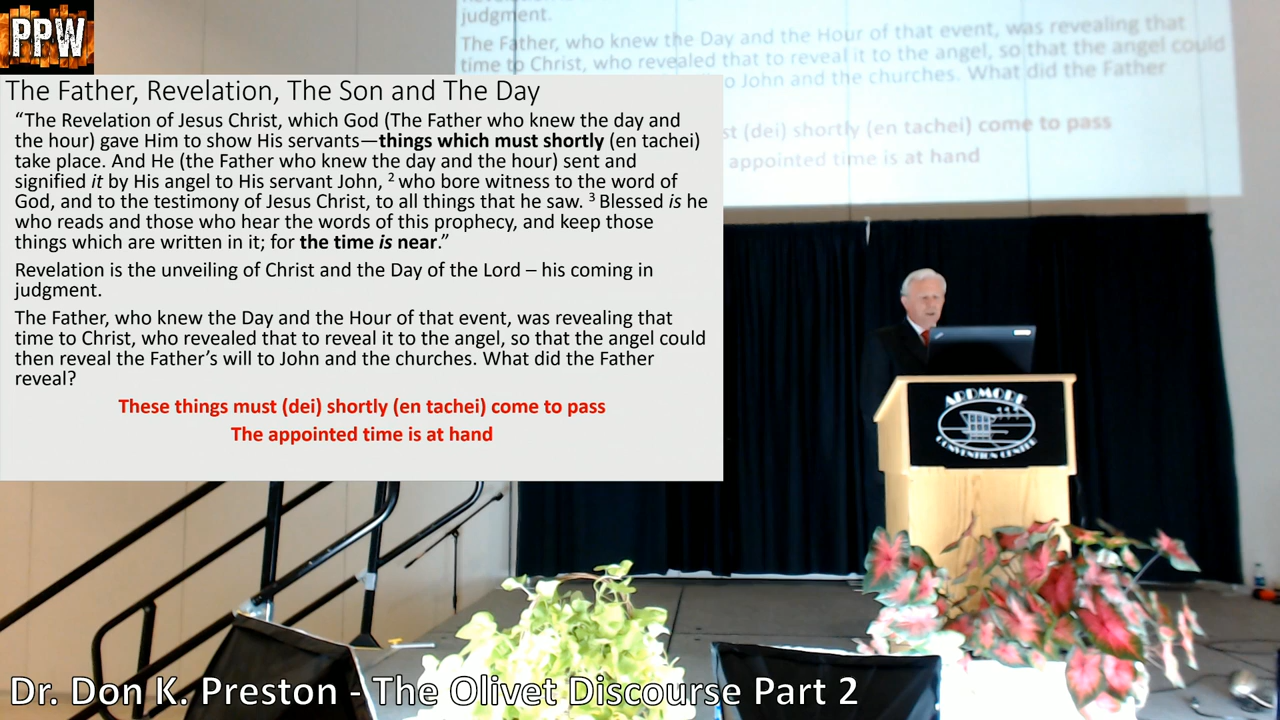 PPW
judgment.
The Father, who knew the Day and the Hour of that event, was revealing that
time to Christ, who revealed that to reveal it to the angel, so that the angel could
o John and the churches. What did the Father
st (dei) shortly (en tachei) come to pass
appointed time is at hand
The Father, Revelation, The Son and The Day
“The Revelation of Jesus Christ, which God (The Father who knew the day and
the hour) gave Him to show His servants—things which must shortly (en tachei)
take place. And He (the Father who knew the day and the hour) sent and
signified it by His angel to His servant John, 2 who bore witness to the word of
God, and to the testimony of Jesus Christ, to all things that he saw. 3 Blessed is he
who reads and those who hear the words of this prophecy, and keep those
things which are written in it; for the time is near.”
Revelation is the unveiling of Christ and the Day of the Lord – his coming in
judgment.
The Father, who knew the Day and the Hour of that event, was revealing that
time to Christ, who revealed that to reveal it to the angel, so that the angel could
then reveal the Father’s will to John and the churches. What did the Father
reveal?
These things must (dei) shortly (en tachei) come to pass
The appointed time is at hand
ARDMORE
CONVENTION CENTER
Dr. Don K. Preston - The Olivet Discourse Part 2